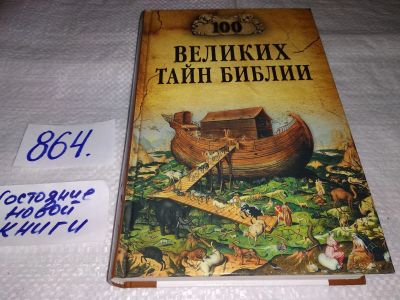 100
ВЕЛИКИХ
ТАЙН БИБЛИИ
864.
Состояние
новой
книги